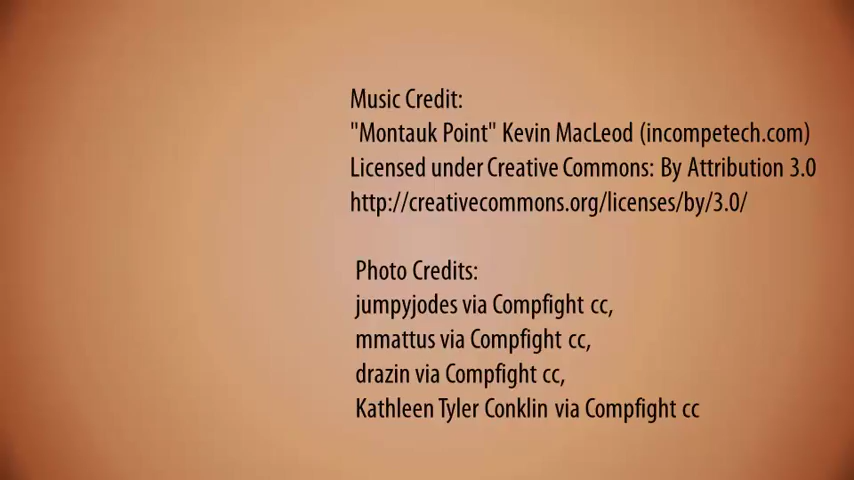 Music Credit:
"Montauk Point" Kevin MacLeod (incompetech.com)
Licensed under Creative Commons: By Attribution 3.0
http://creativecommons.org/licenses/by/3.0/
Photo Credits:
jumpyjodes via Compfight cc,
mmattus via Compfight cc,
drazin via Compfight cc,
Kathleen Tyler Conklin via Compfight cc